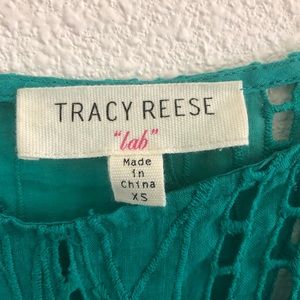 TRACY REESE
"lab"
Made
in
China
XS